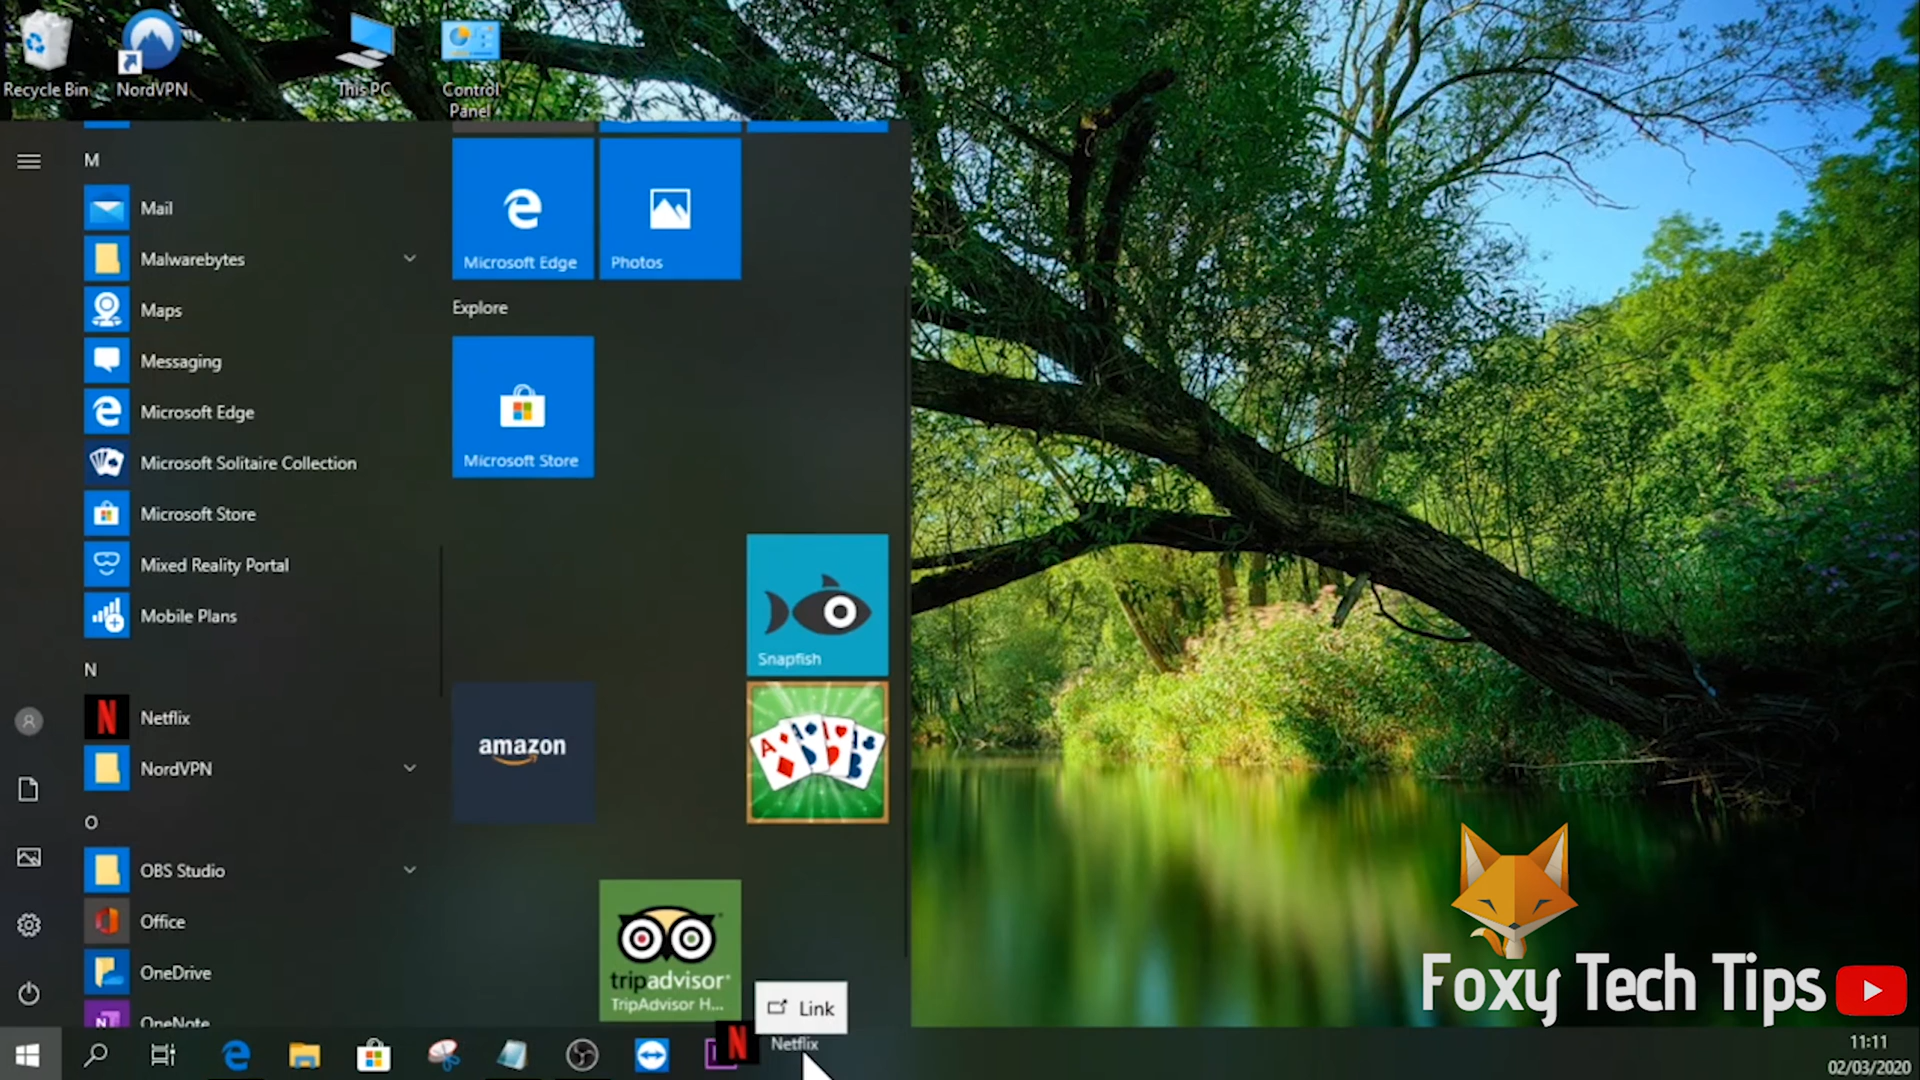 Recycle Bin
NordVPN
This PC
Control
Panel
M
Mail
Malwarebytes
Maps
Messaging
Microsoft Edge
Microsoft Solitaire Collection
Microsoft Store
Mixed Reality Portal
Mobile Plans
N
Netflix
NordVPN
O
OBS Studio
Office
OneDrive
OneNote
Microsoft Edge
Photos
Explore
Microsoft Store
Snapfish
amazon
tripadvisor
TripAdvisor H...
Link
Netflix
Foxy Tech Tips
11:11
02/03/2020